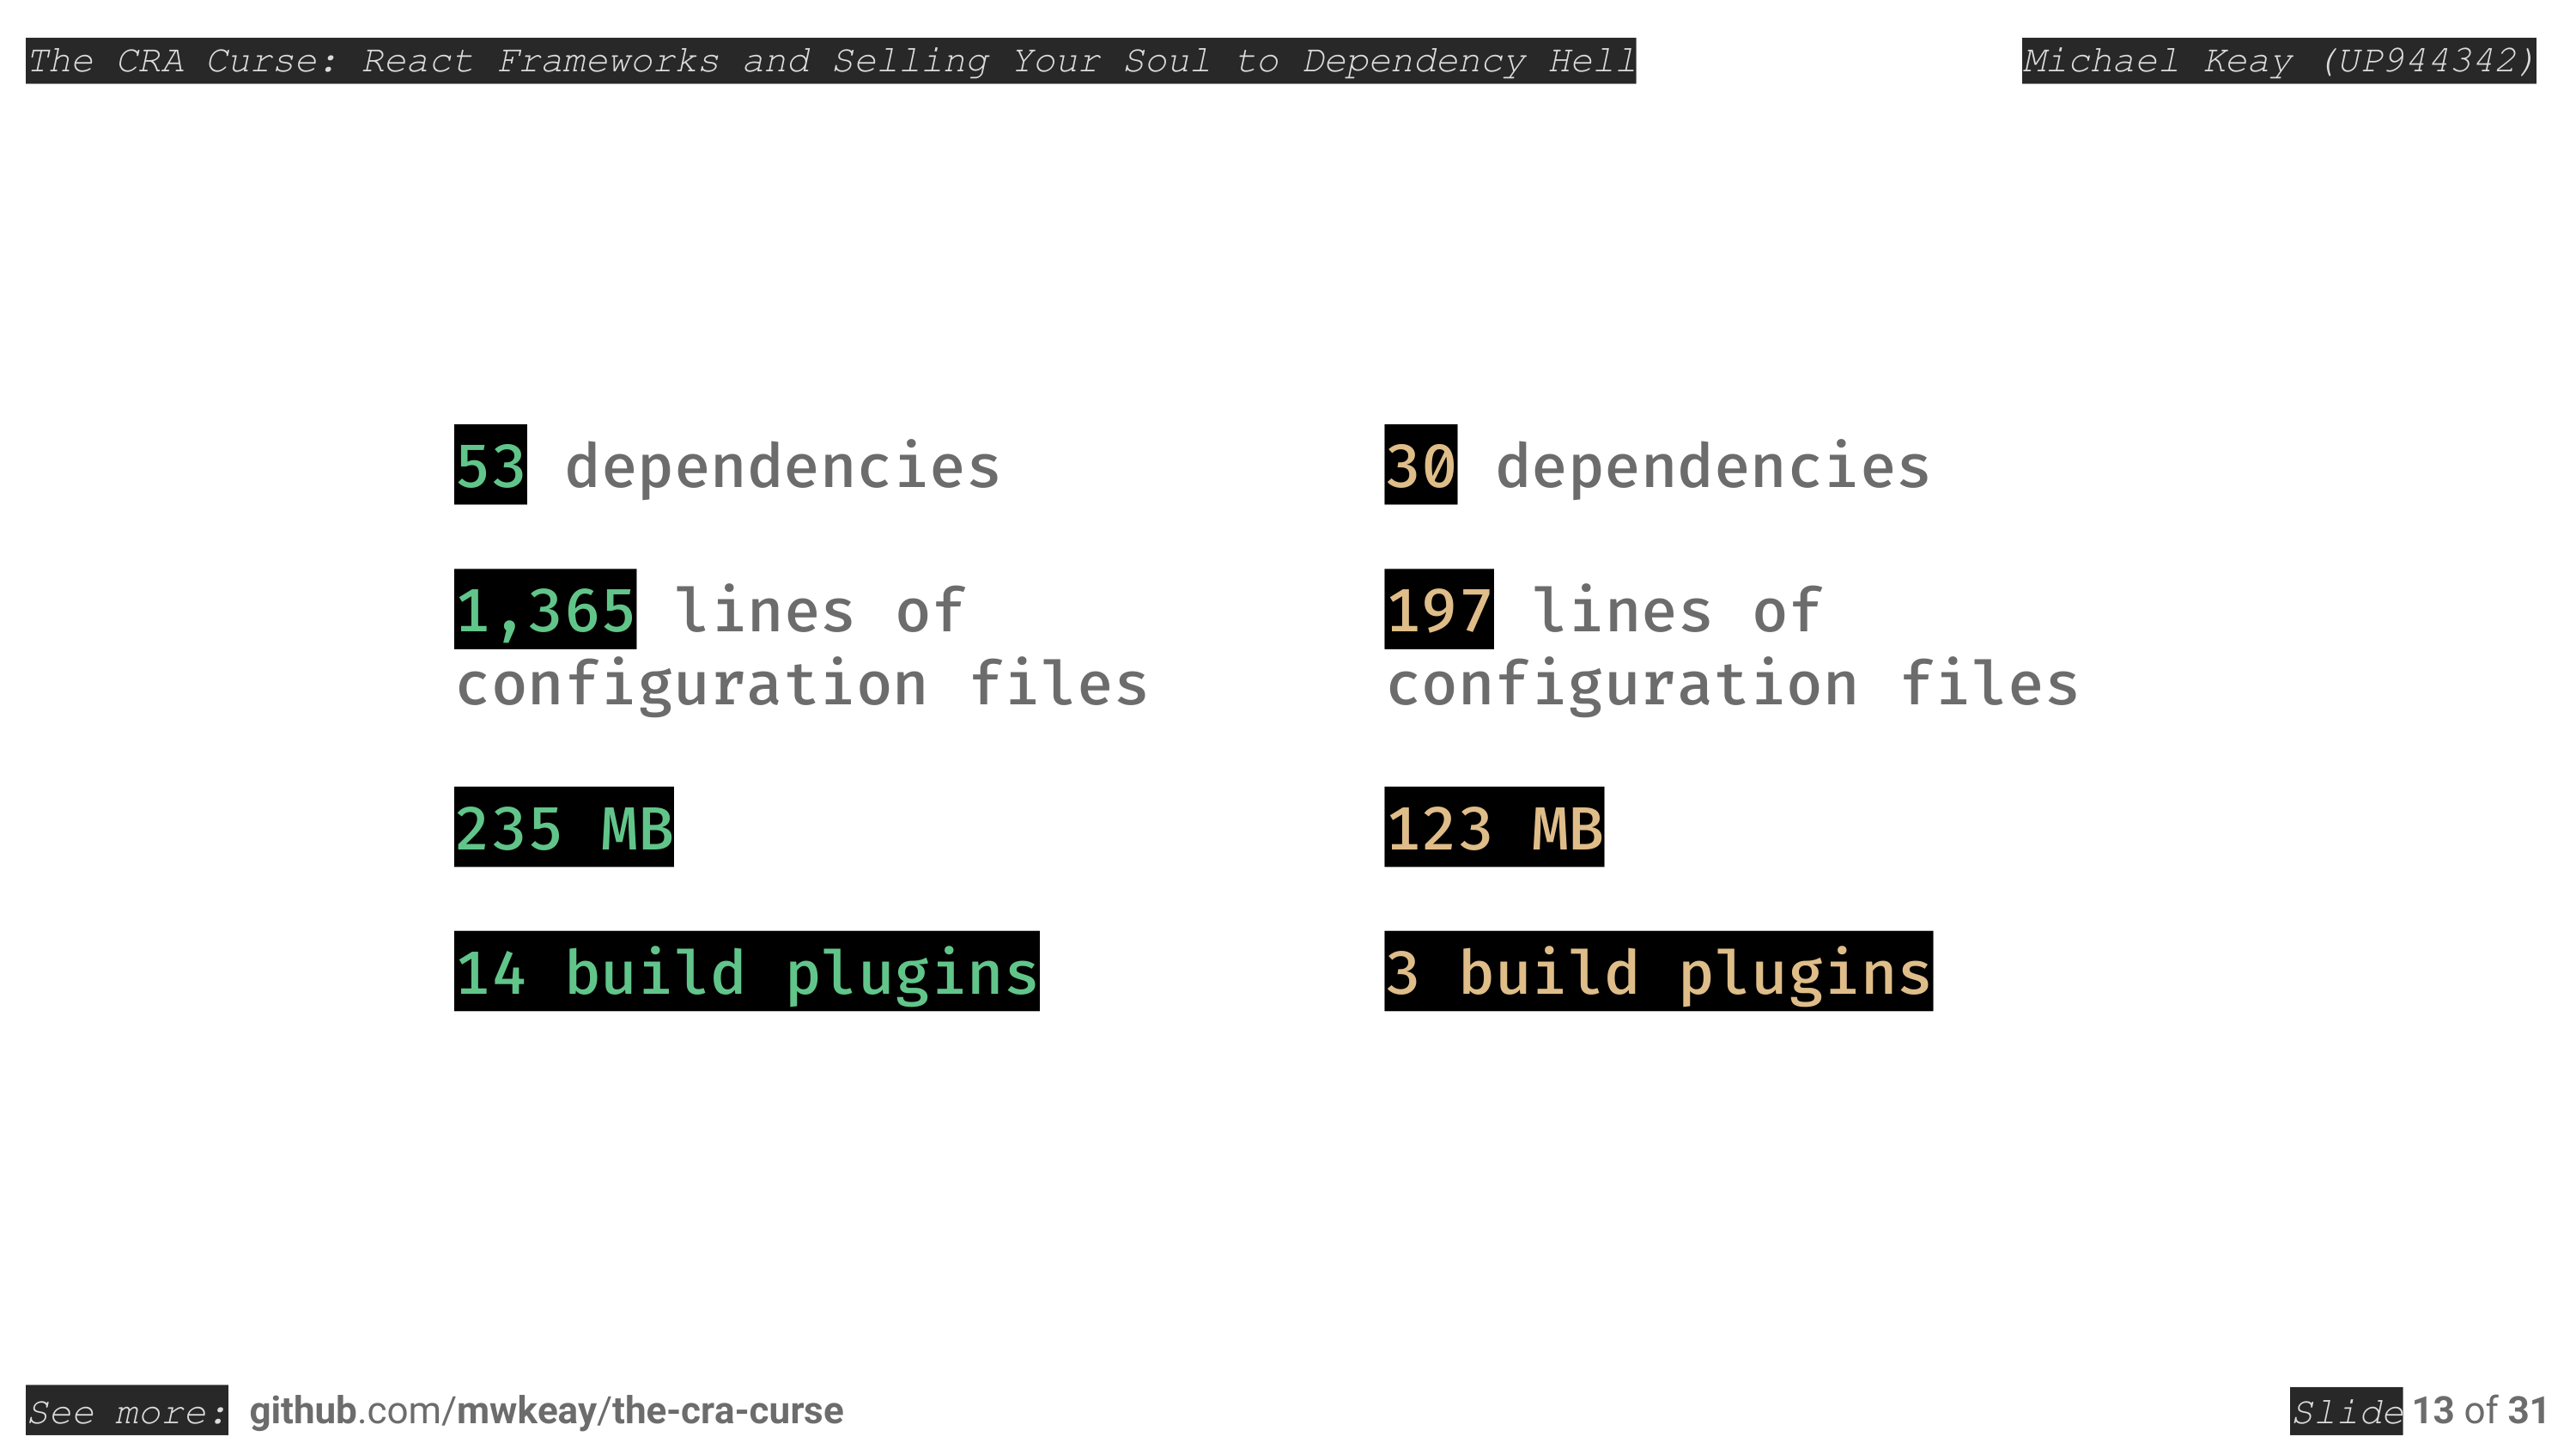 The CRA Curse: React Frameworks and Selling Your Soul to Dependency Hell
Michael Keay (UP944342)
53 dependencies
1,365 lines of
configuration files
235 MB
14 build plugins
30 dependencies
197 lines of
configuration files
123 MB
3 build plugins
See more: github.com/mwkeay/the-cra-curse
Slide 13 of 31